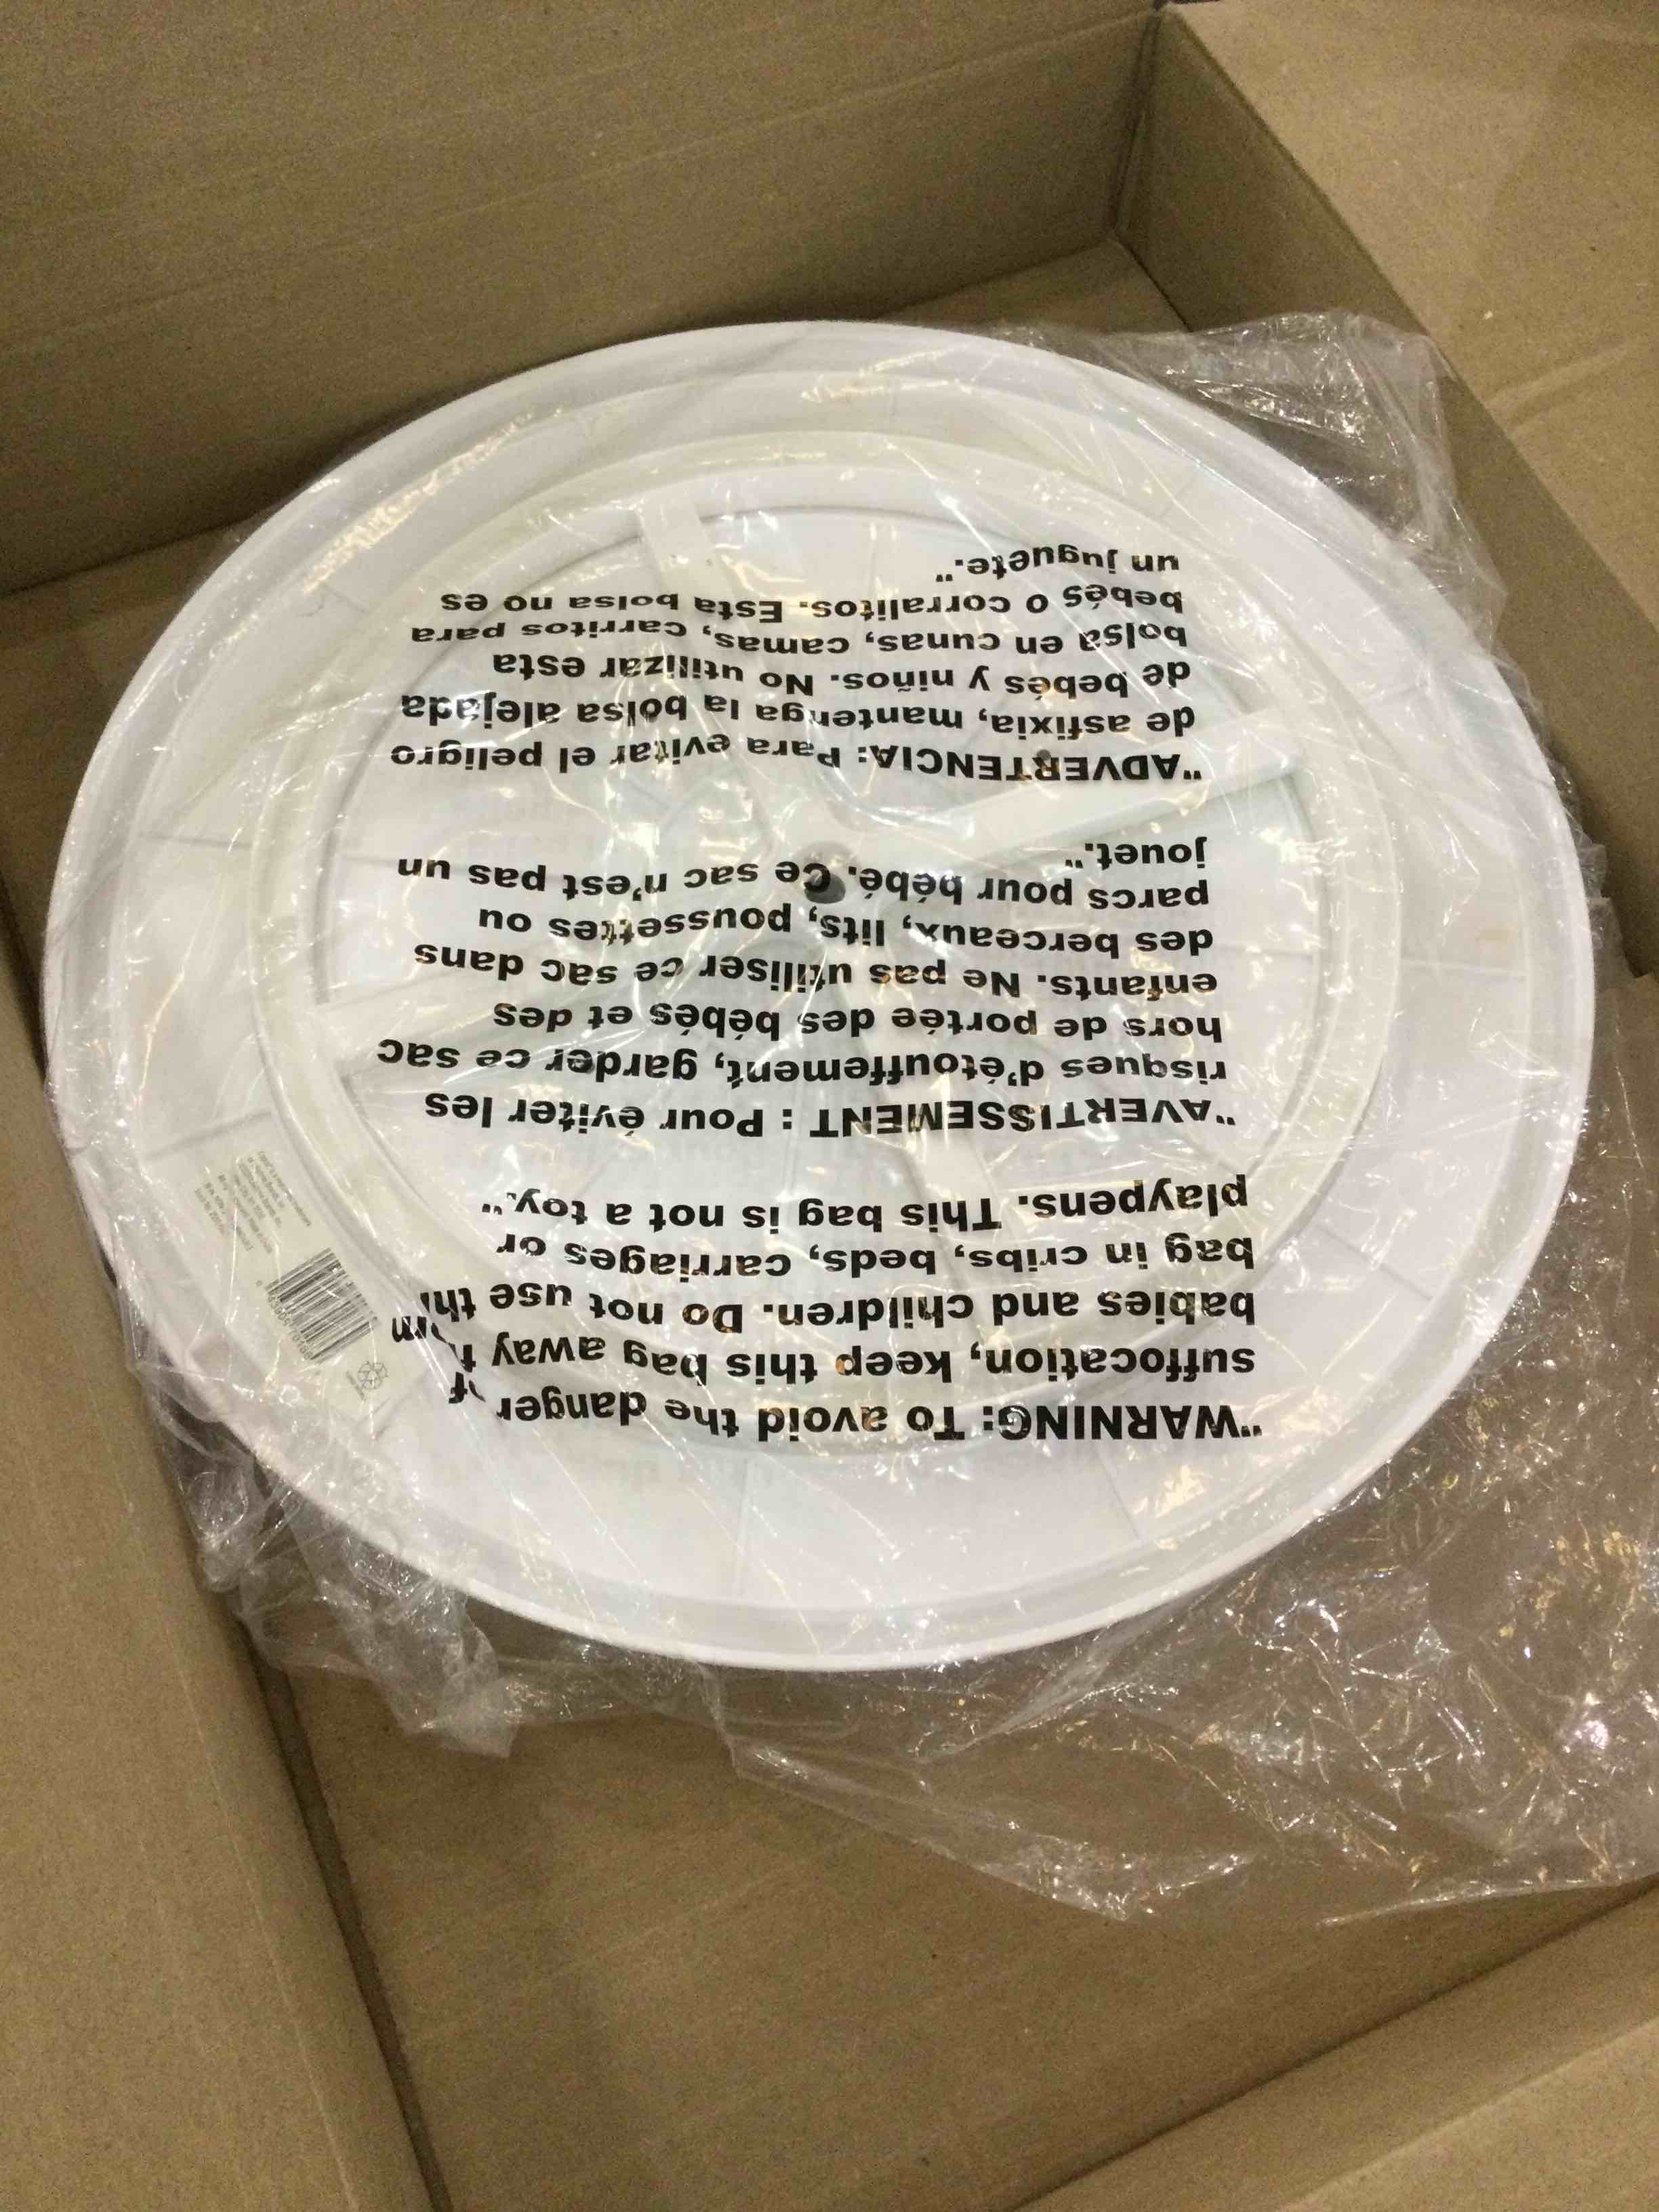 "WARNING: To avoid the danger of
suffocation, keep this bag away from
babies and children. Do not use
bag in cribs, beds, carriages or
playpens. This bag is not a toy."
"AVERTISSEMENT : Pour éviter les
risques d'étouffement, garder ce sac
hors de portée des bébés et des
enfants. Ne pas utiliser ce sac dans
des berceaux, lits, poussettes ou
parcs pour bébé. Ce sac n'est pas un
jouet."
"ADVERTENCIA: Para evitar el peligro
de asfixia, mantenga la bolsa alejada
de bebés y niños. No utilizar esta
bolsa en cunas, camas, carritos para
bebés o corralitos. Esta bolsa no es
un juguete."